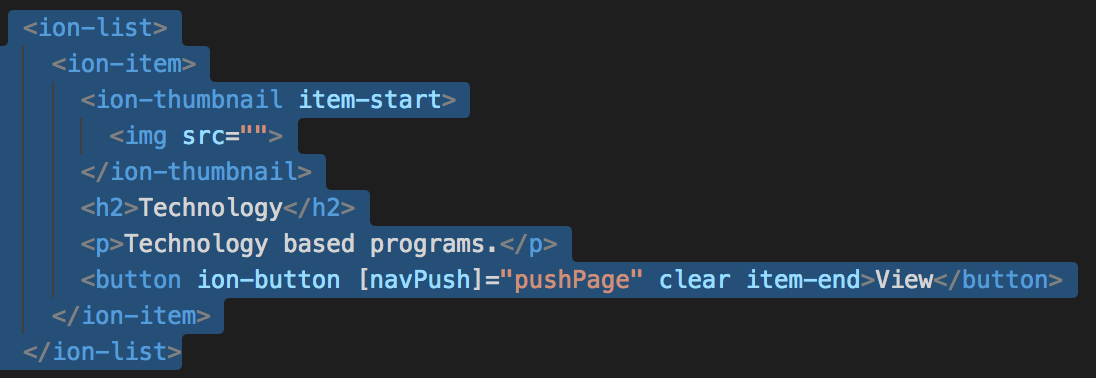 <ion-list>
<ion-item>
<ion-thumbnail item-start>
<img src="">
</ion-thumbnail>
<h2>Technology</h2>
<p>Technology based programs.</p>
<button ion-button [navPush]="pushPage" clear item-end>View</button>
</ion-item>
</ion-list>